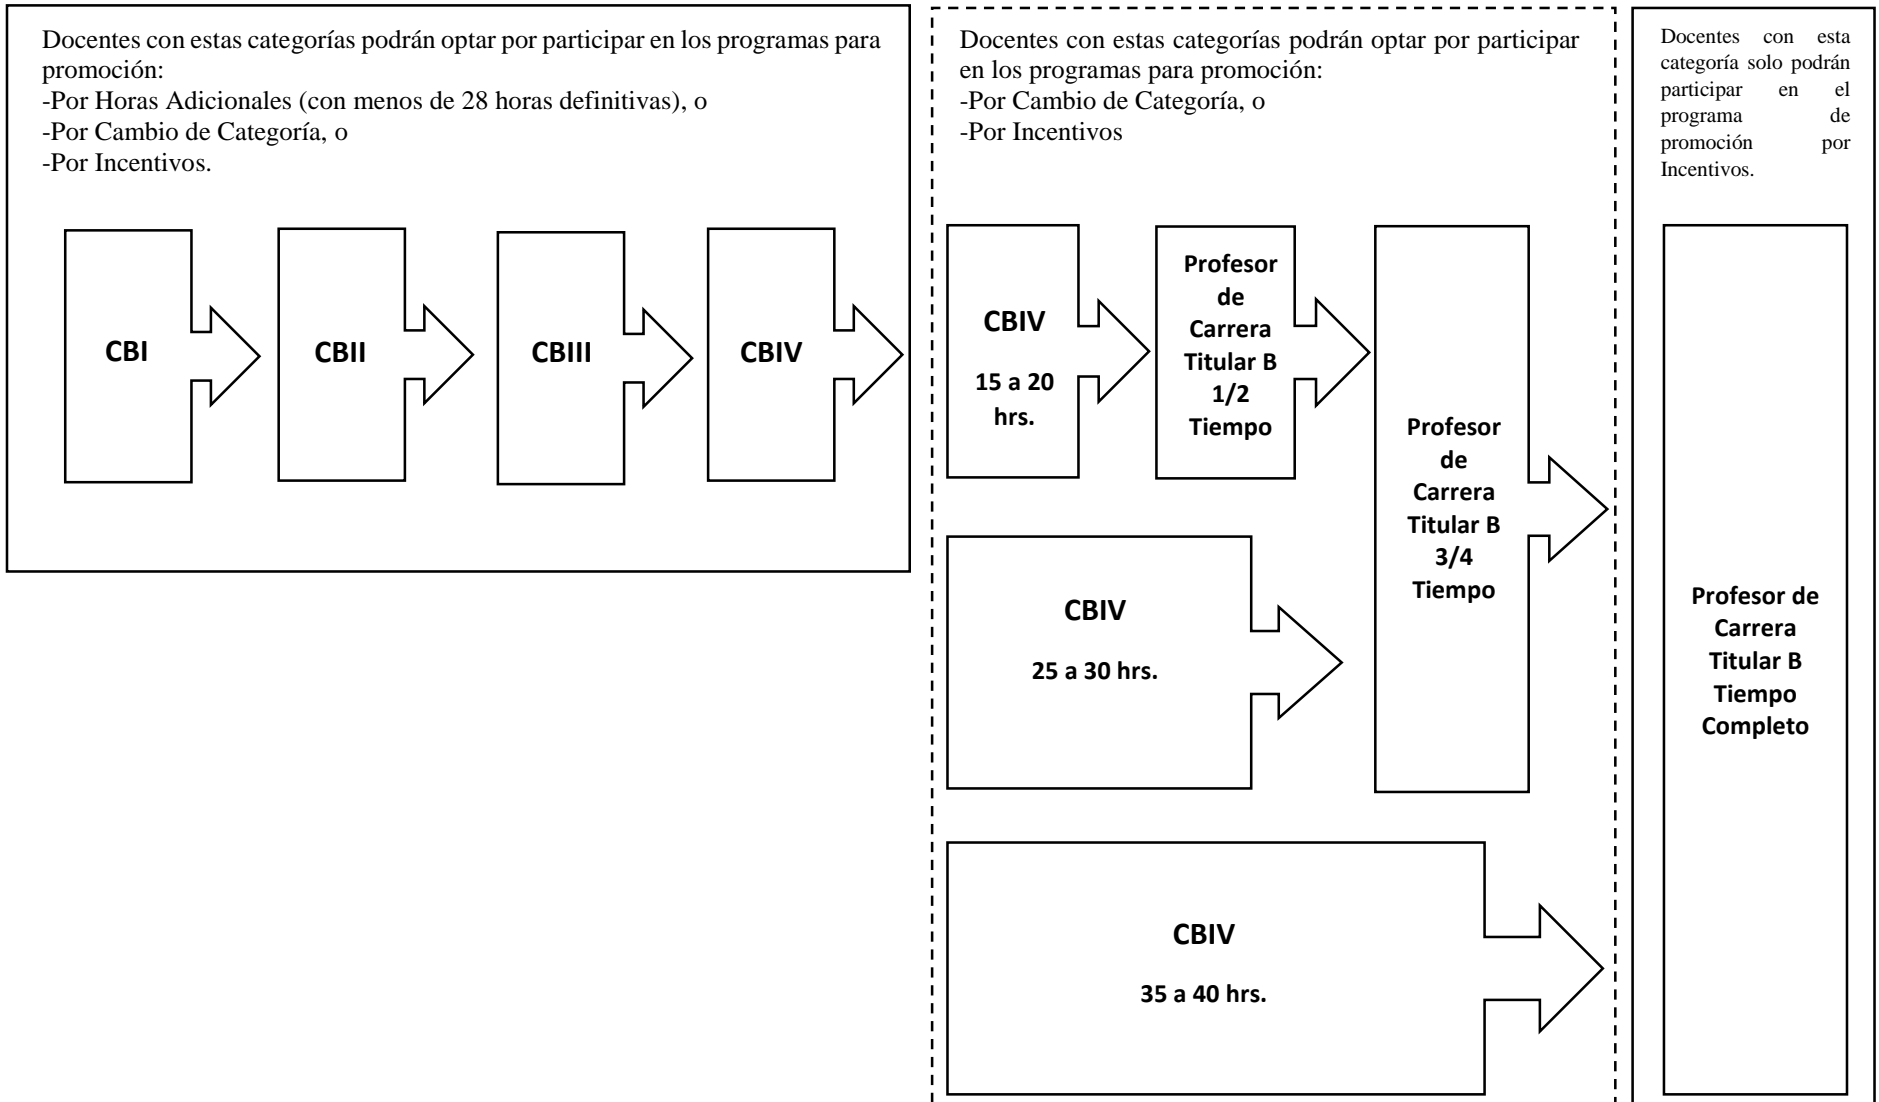 Docentes con estas categorías podrán optar por participar en los programas para
promoción:
-Por Horas Adicionales (con menos de 28 horas definitivas), o
-Por Cambio de Categoría, o
-Por Incentivos.
CBI
CBII
CBIII
CBIV
Docentes con estas categorías podrán optar por participar
en los programas para promoción:
-Por Cambio de Categoría, o
-Por Incentivos
CBIV
15 a 20
hrs.
Profesor
de
Carrera
Titular B
1/2
Tiempo
Profesor
de
Carrera
Titular B
3/4
Tiempo
CBIV
25 a 30 hrs.
CBIV
35 a 40 hrs.
Docentes con esta
categoría solo podrán
participar en el
programa de
promoción por
Incentivos.
Profesor de
Carrera
Titular B
Tiempo
Completo